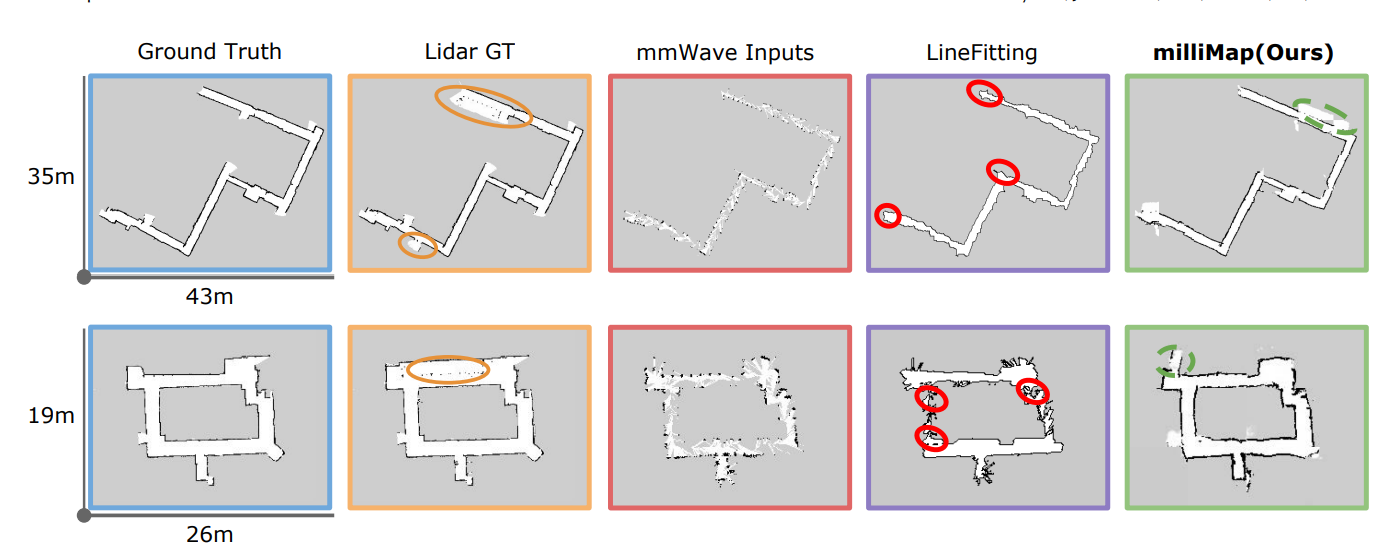 Ground Truth
Lidar GT
mmWave Inputs
LineFitting
milliMap(Ours)
35m
43m
19m
26m